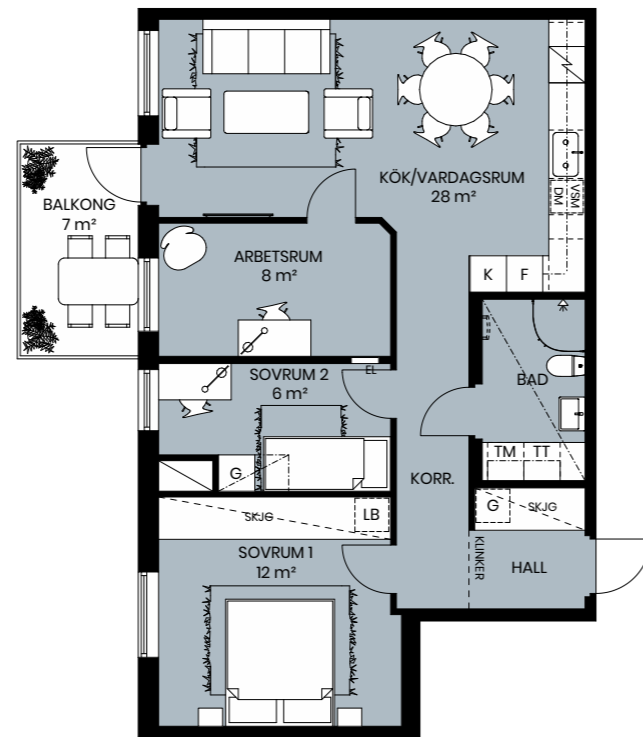 KÖK/VARDAGSRUM
28 m²
DM
VSM
BALKONG
7 m²
ARBETSRUM
8 m²
K
F
SOVRUM 2
6 m²
EL
BAD
G
TM
TT
KORR.
SKJG
LB
G
SKJG
SOVRUM 1
12 m²
KLINKER
HALL